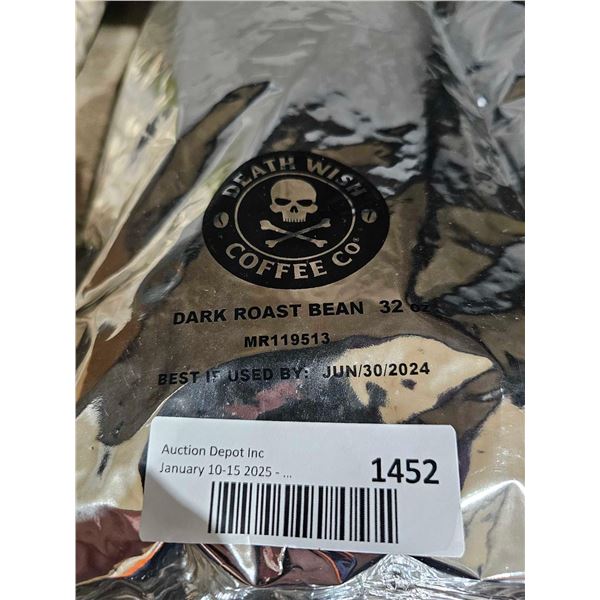 DEATH WISH
COFFEE CO®
DARK ROAST BEAN 32 oz
MR119513
BEST IF USED BY: JUN/30/2024
Auction Depot Inc
January 10-15 2025 - ...
1452